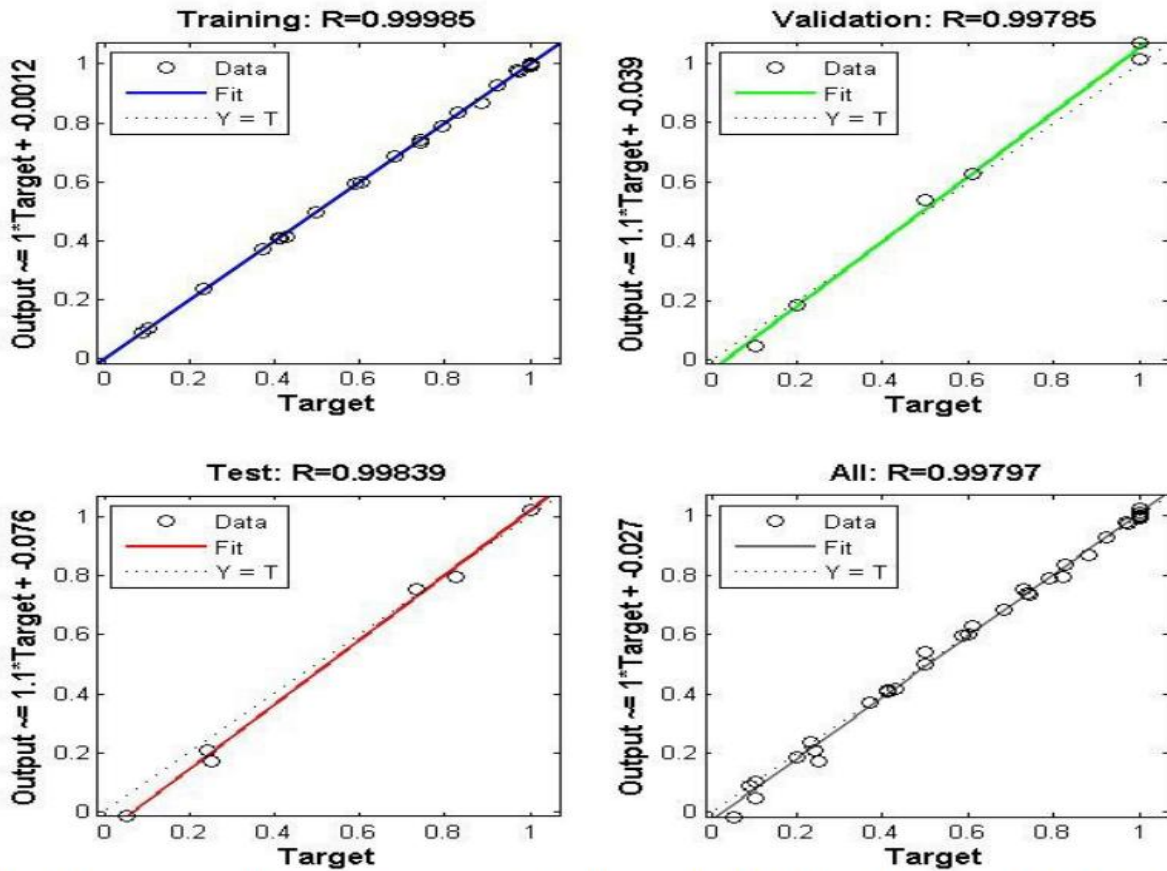 Training: R=0.99985
Output ~= 1*Target + -0.0012
Data
Fit
Y = T
1
0.8
0.6
0.4
0.2
0
0 0.2 0.4 0.6 0.8 1
Target
Validation: R=0.99785
Output ~= 1.1*Target + -0.039
Data
Fit
Y = T
1
0.8
0.6
0.4
0.2
0
0 0.2 0.4 0.6 0.8 1
Target
Test: R=0.99839
Output ~= 1.1*Target + -0.076
Data
Fit
Y = T
1
0.8
0.6
0.4
0.2
0
0 0.2 0.4 0.6 0.8 1
Target
All: R=0.99797
Output ~= 1*Target + -0.027
Data
Fit
Y = T
1
0.8
0.6
0.4
0.2
0
0 0.2 0.4 0.6 0.8 1
Target